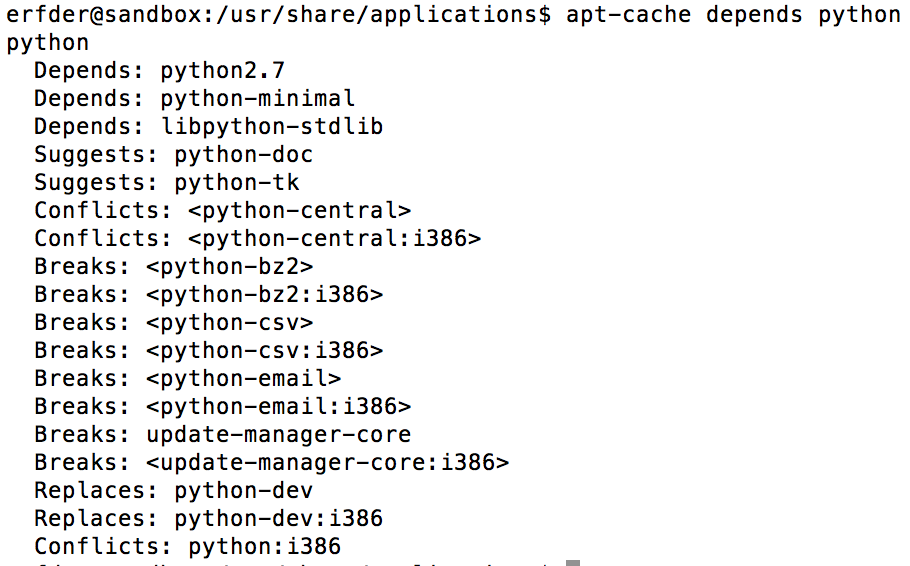 erfder@sandbox:/usr/share/applications$ apt-cache depends python
python
  Depends: python2.7
  Depends: python-minimal
  Depends: libpython-stdlib
  Suggests: python-doc
  Suggests: python-tk
  Conflicts: <python-central>
  Conflicts: <python-central:i386>
  Breaks: <python-bz2>
  Breaks: <python-bz2:i386>
  Breaks: <python-csv>
  Breaks: <python-csv:i386>
  Breaks: <python-email>
  Breaks: <python-email:i386>
  Breaks: update-manager-core
  Breaks: <update-manager-core:i386>
  Replaces: python-dev
  Replaces: python-dev:i386
  Conflicts: python:i386